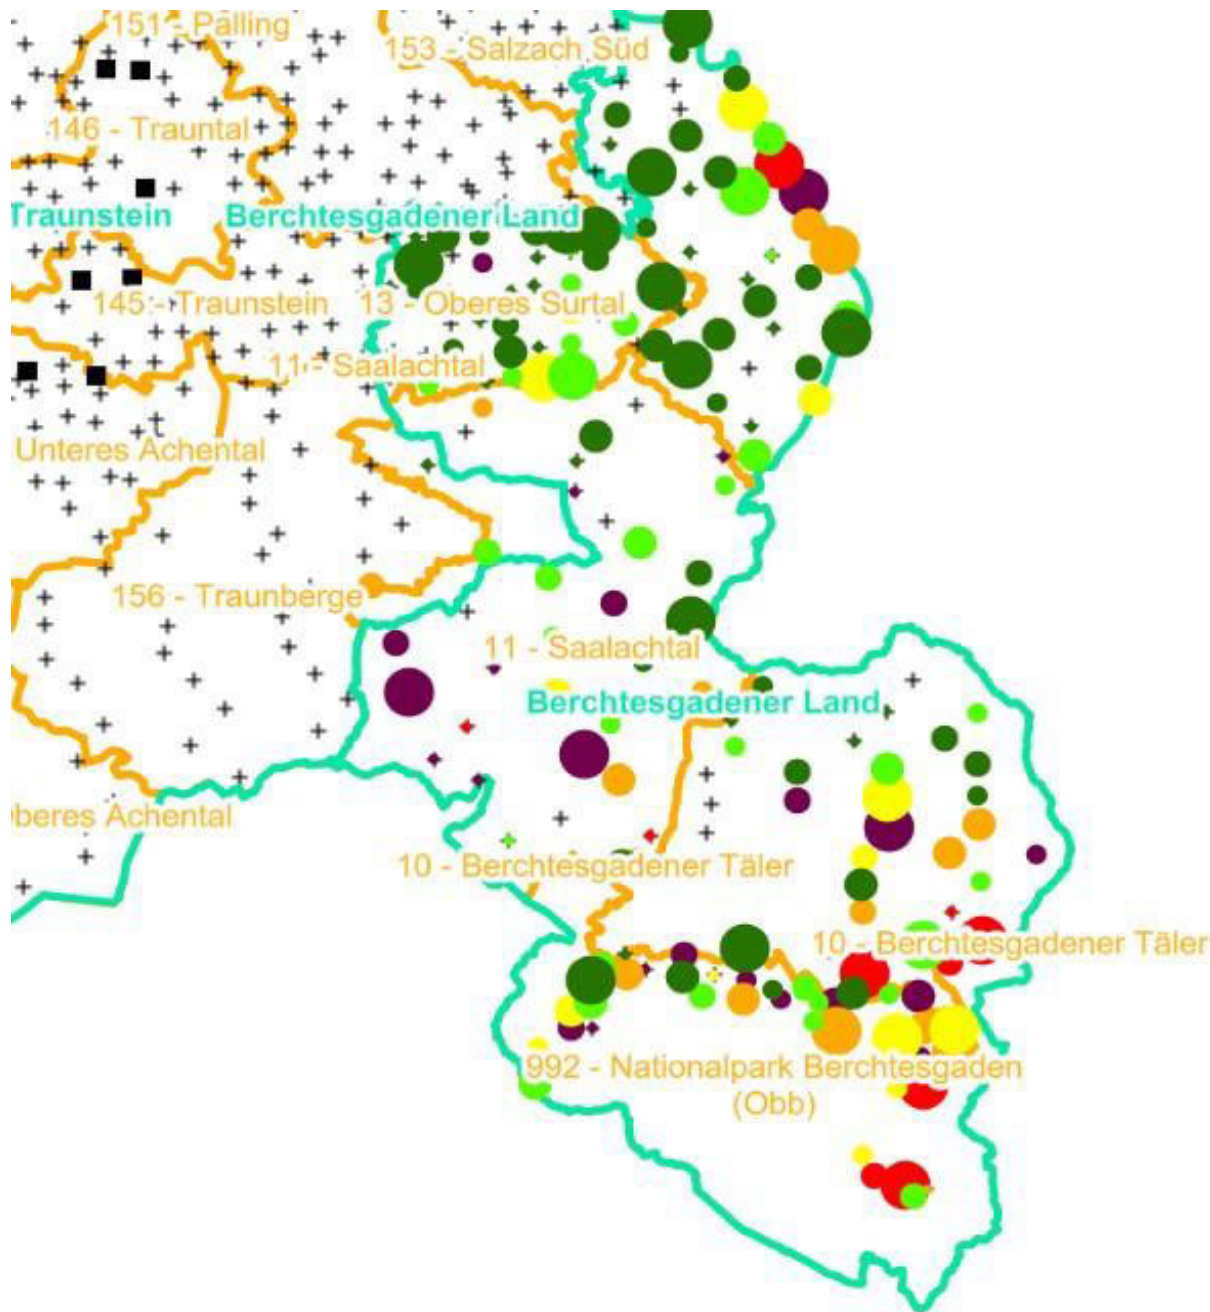 151 - Palling
153 - Salzach Süd
146 - Trauntal
Traunstein
Berchtesgadener Land
145 - Traunstein
13 - Oberes Surtal
11 - Saalachtal
Unteres Achental
156 - Traunberge
11 - Saalachtal
Berchtesgadener Land
beres Achental
10 - Berchtesgadener Täler
10 - Berchtesgadener Täler
992 - Nationalpark Berchtesgaden
(Obb)